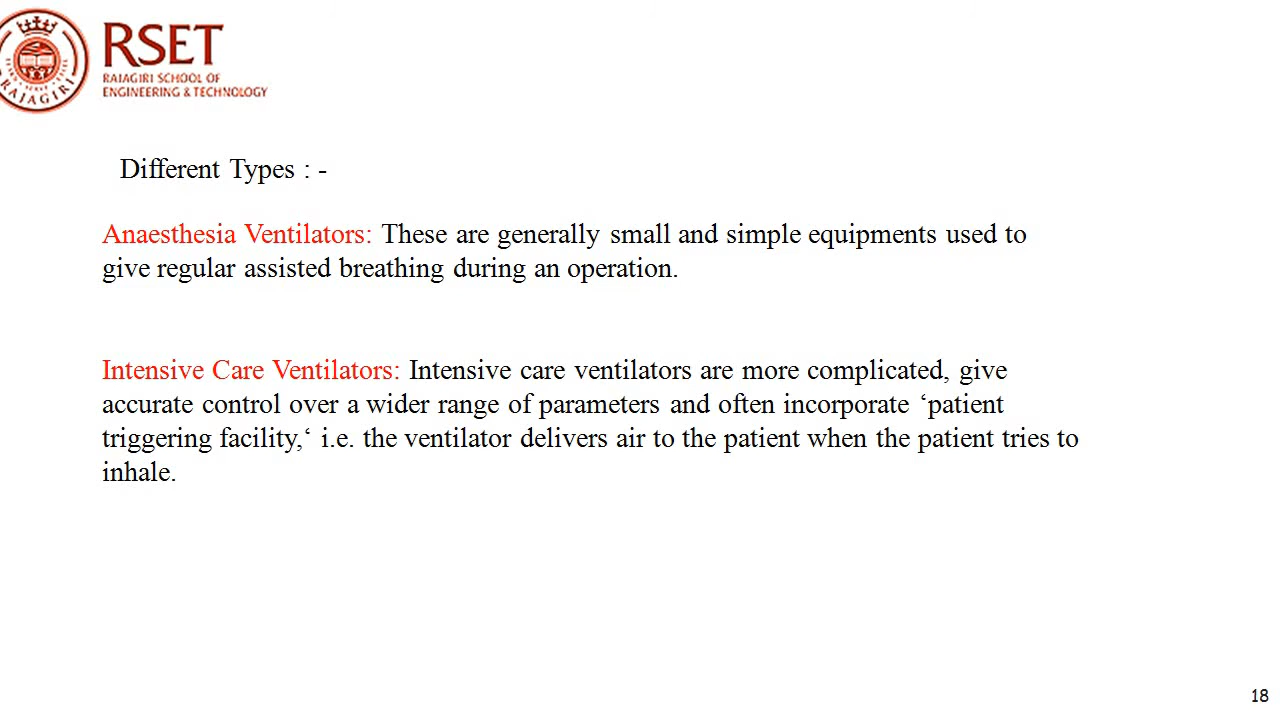 RSET
RAJAGIRI SCHOOL OF
ENGINEERING & TECHNOLOGY
RAJAGIRI
Different Types : -
Anaesthesia Ventilators: These are generally small and simple equipments used to
give regular assisted breathing during an operation.
Intensive Care Ventilators: Intensive care ventilators are more complicated, give
accurate control over a wider range of parameters and often incorporate ‘patient
triggering facility,‘ i.e. the ventilator delivers air to the patient when the patient tries to
inhale.
18